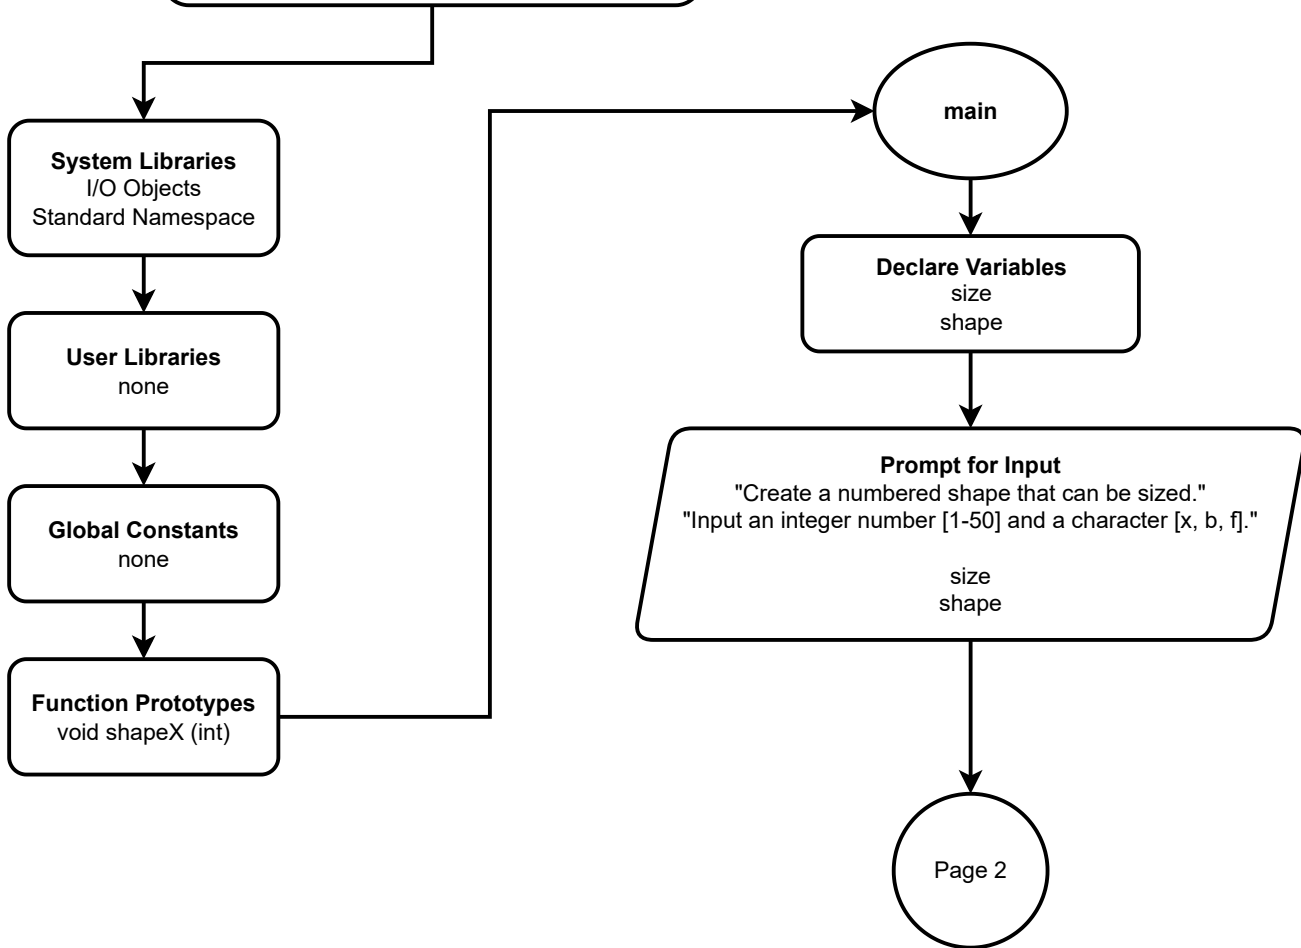 System Libraries
I/O Objects
Standard Namespace
User Libraries
none
Global Constants
none
Function Prototypes
void shapeX (int)
main
Declare Variables
size
shape
Prompt for Input
"Create a numbered shape that can be sized."
"Input an integer number [1-50] and a character [x, b, f]."
size
shape
Page 2